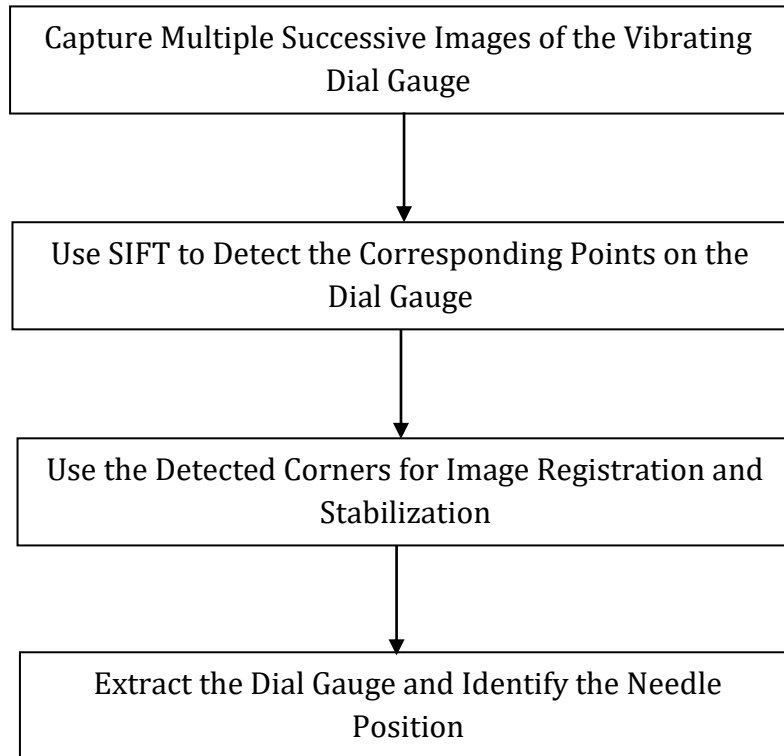 Capture Multiple Successive Images of the Vibrating
Dial Gauge
Use SIFT to Detect the Corresponding Points on the
Dial Gauge
Use the Detected Corners for Image Registration and
Stabilization
Extract the Dial Gauge and Identify the Needle
Position